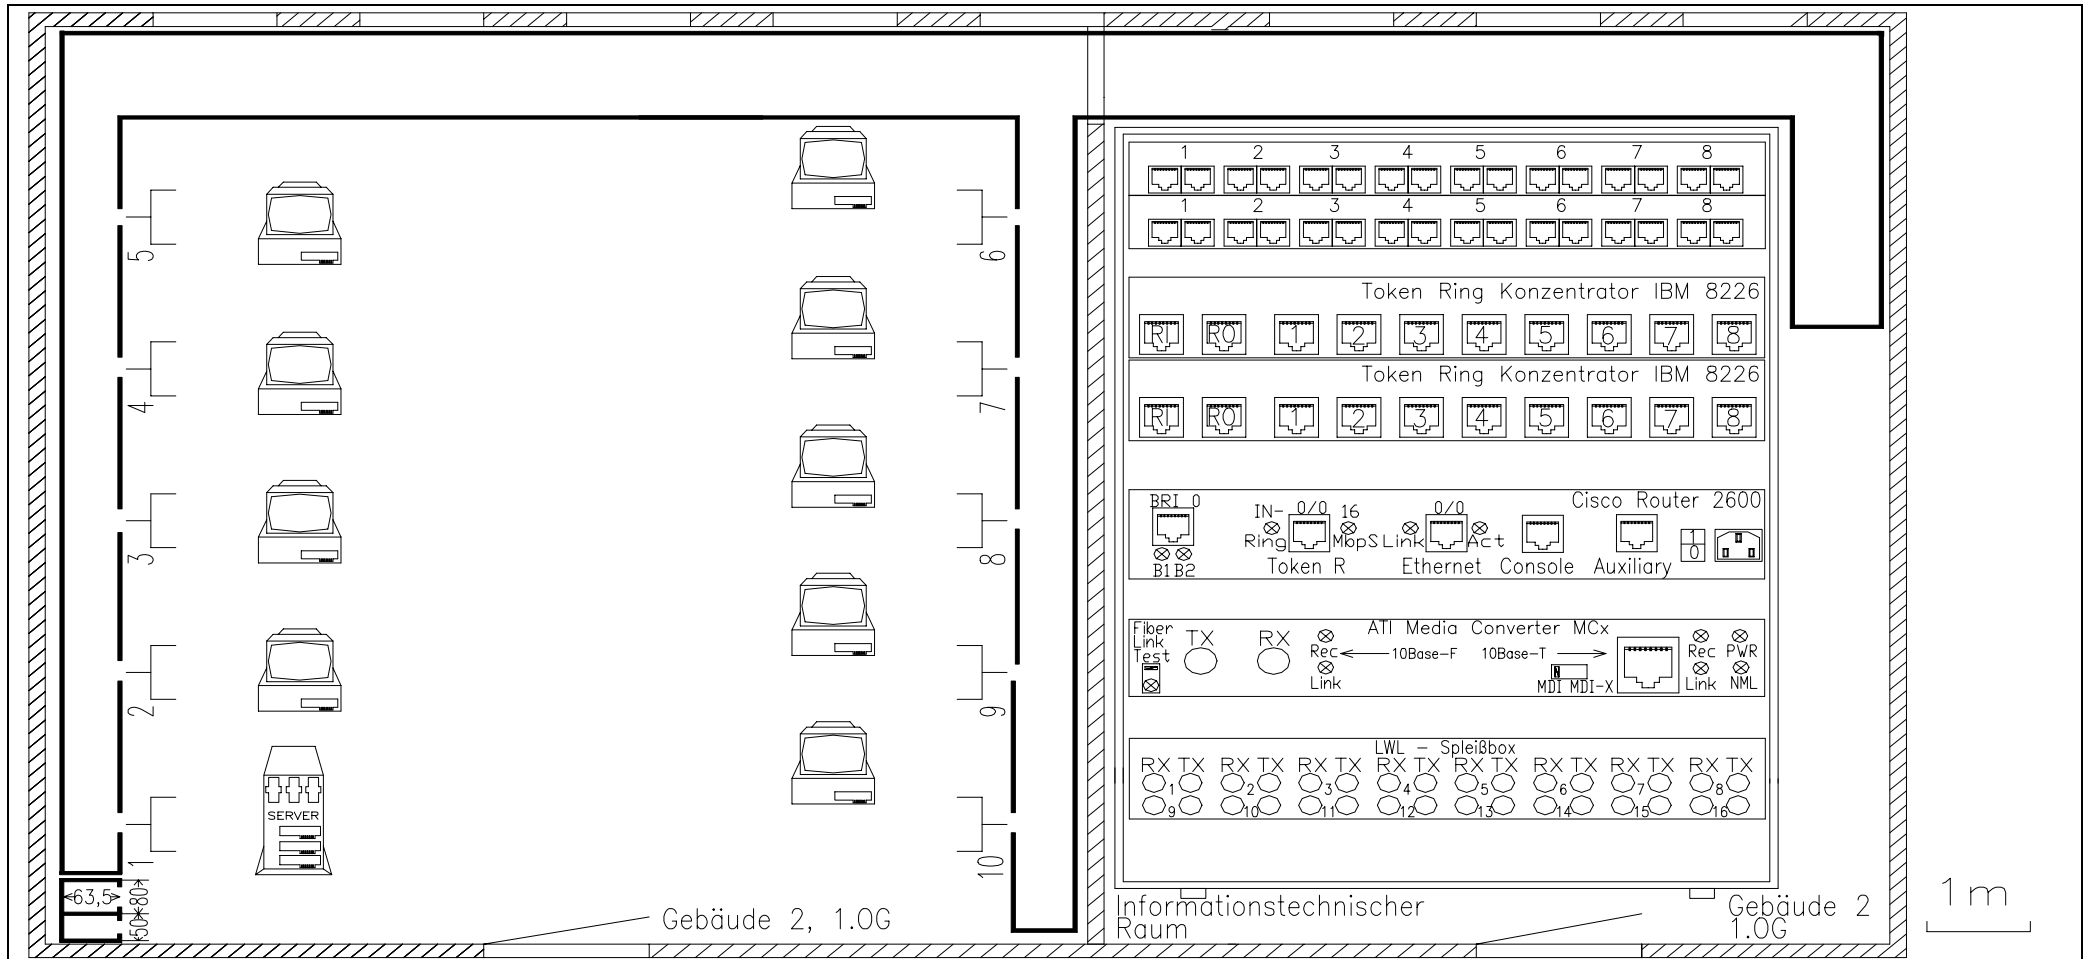 1 2 3 4 5 6 7 8
1 2 3 4 5 6 7 8
Token Ring Konzentrator IBM 8226
RI RO 1 2 3 4 5 6 7 8
Token Ring Konzentrator IBM 8226
RI RO 1 2 3 4 5 6 7 8
BRI 0
B1 B2
IN-Ring
0/0
16 MbpS
Token R
Link
0/0
Act
Ethernet
Console
Auxiliary
Cisco Router 2600
1
0
Fiber
Link
Test
TX
RX
Rec
Link
ATI Media Converter MCx
10Base-F 10Base-T
MDI MDI-X
Rec
Link
PWR
NML
LWL - Spleißbox
RX TX RX TX RX TX RX TX RX TX RX TX RX TX RX TX
1 2 3 4 5 6 7 8
9 10 11 12 13 14 15 16
Informationstechnischer
Raum
Gebäude 2
1.OG
1 m
5
4
3
2
1
6
7
8
9
10
SERVER
63,5
80
50
Gebäude 2, 1.OG